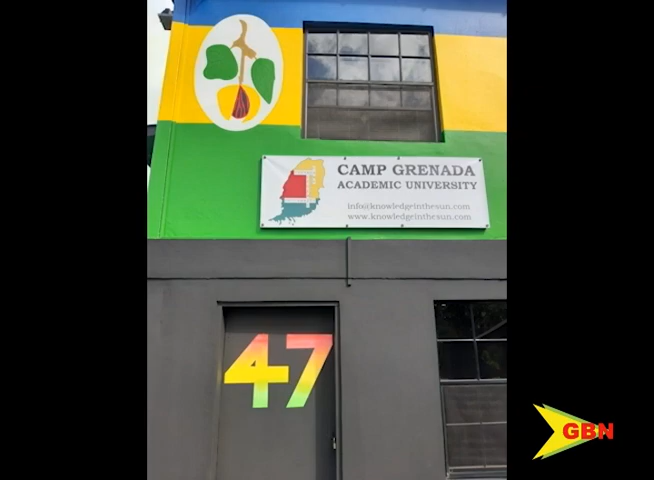 CAMP GRENADA
ACADEMIC UNIVERSITY
info@knowledgeinthesun.com
www.knowledgeinthesun.com
47
GBN